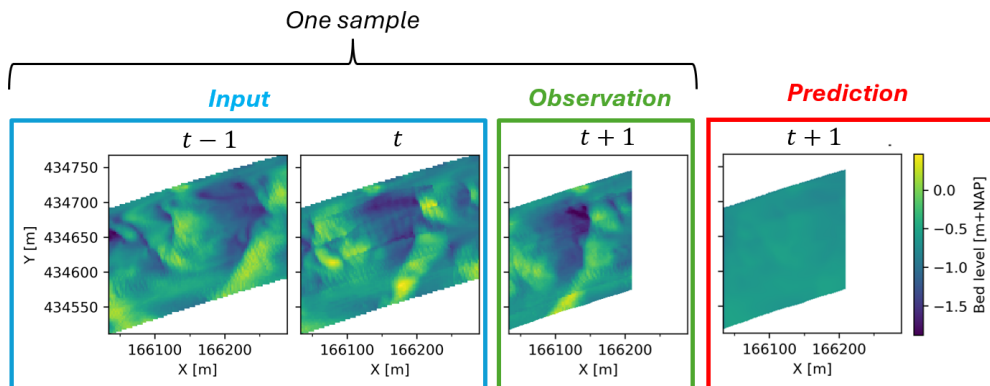 One sample
Input
Observation
Prediction
t − 1
t
t + 1
t + 1
434750
434700
434650
434600
434550
Y [m]
166100 166200
X [m]
166100 166200
X [m]
166100 166200
X [m]
166100 166200
X [m]
0.0
−0.5
−1.0
−1.5
Bed level [m+NAP]